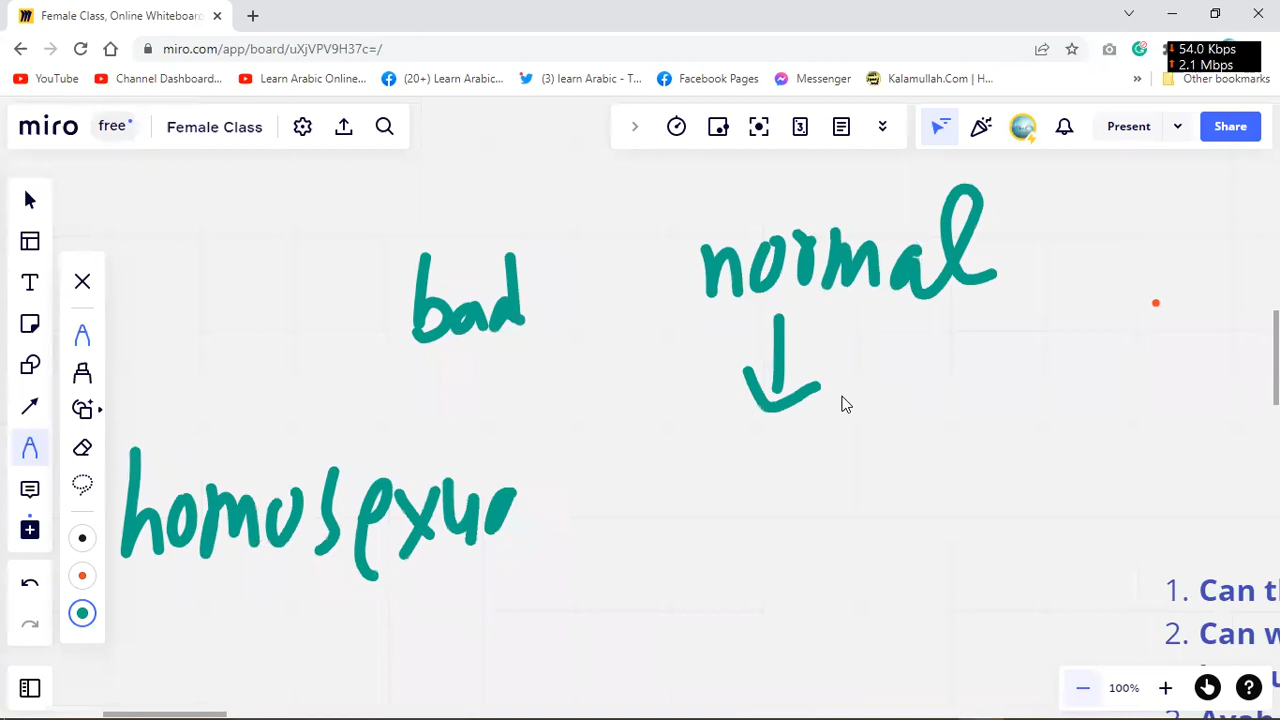 Female Class, Online Whiteboard
miro.com/app/board/uXjVPV9H37c=/
54.0 Kbps
2.1 Mbps
YouTube
Channel Dashboard...
Learn Arabic Online...
(20+) Learn Arabic...
(3) learn Arabic - T...
Facebook Pages
Messenger
Kalamullah.Com | H...
»
Other bookmarks
miro
free
Female Class
3
Present
Share
normal
bad
homosexua
1. Can t
2. Can w
100%